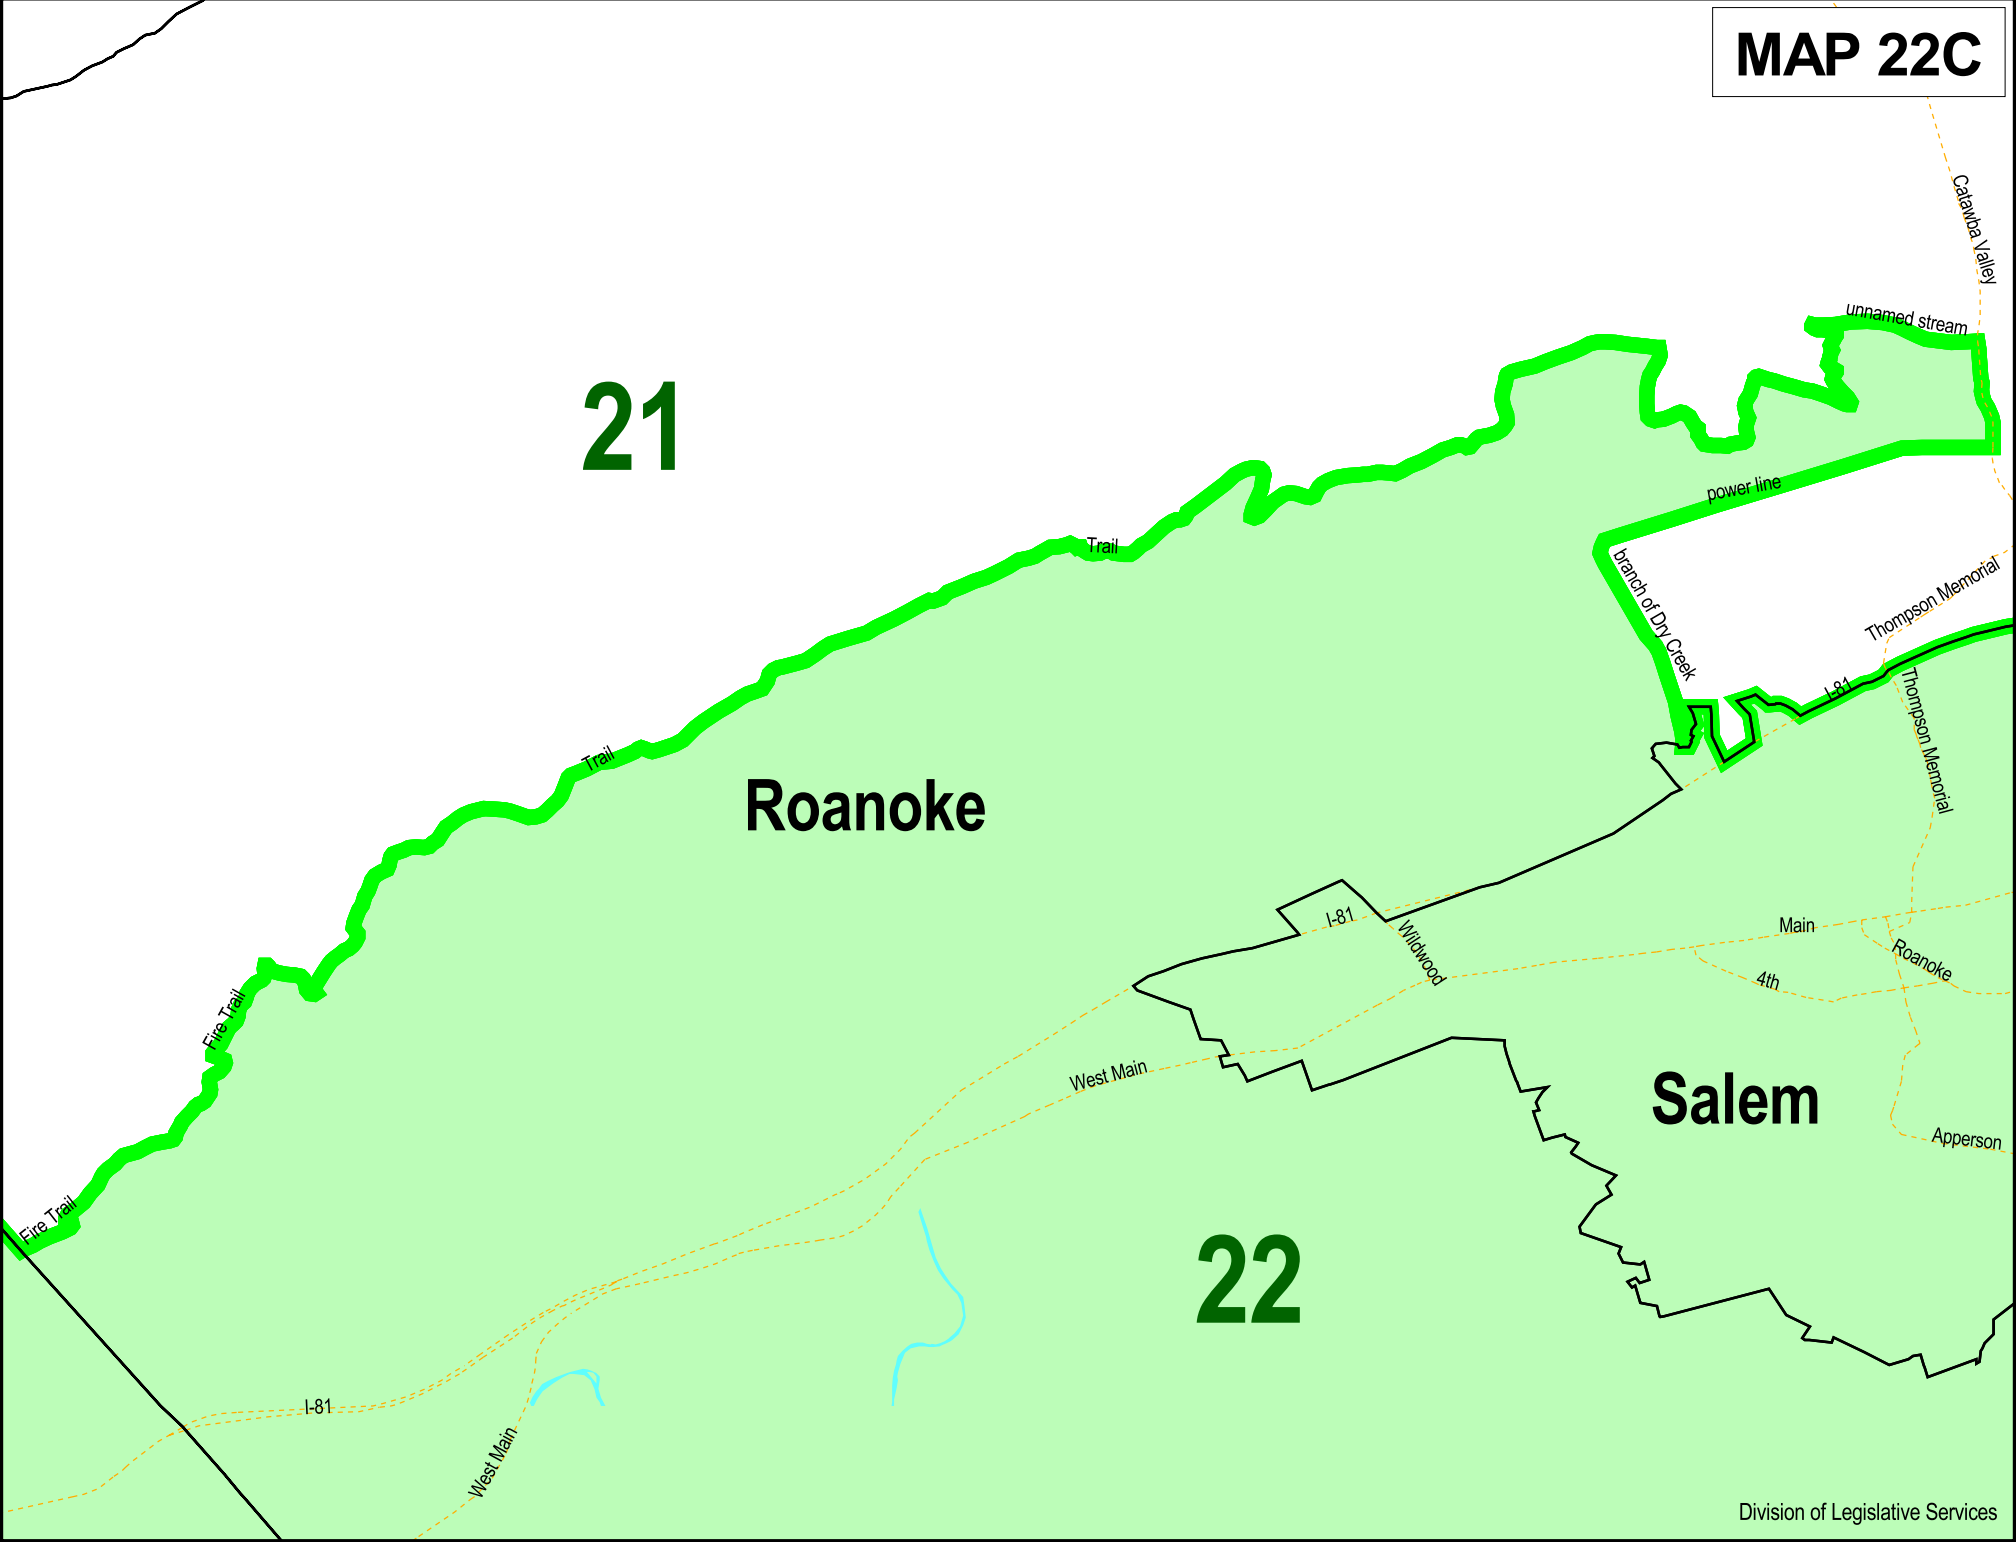 MAP 22C
Catawba Valley
unnamed stream
21
power line
Trail
branch of Dry Creek
Thompson Memorial
I-81
Thompson Memorial
Trail
Roanoke
I-81
Wildwood
Main
Roanoke
4th
Fire Trail
West Main
Salem
Apperson
Fire Trail
22
I-81
West Main
Division of Legislative Services